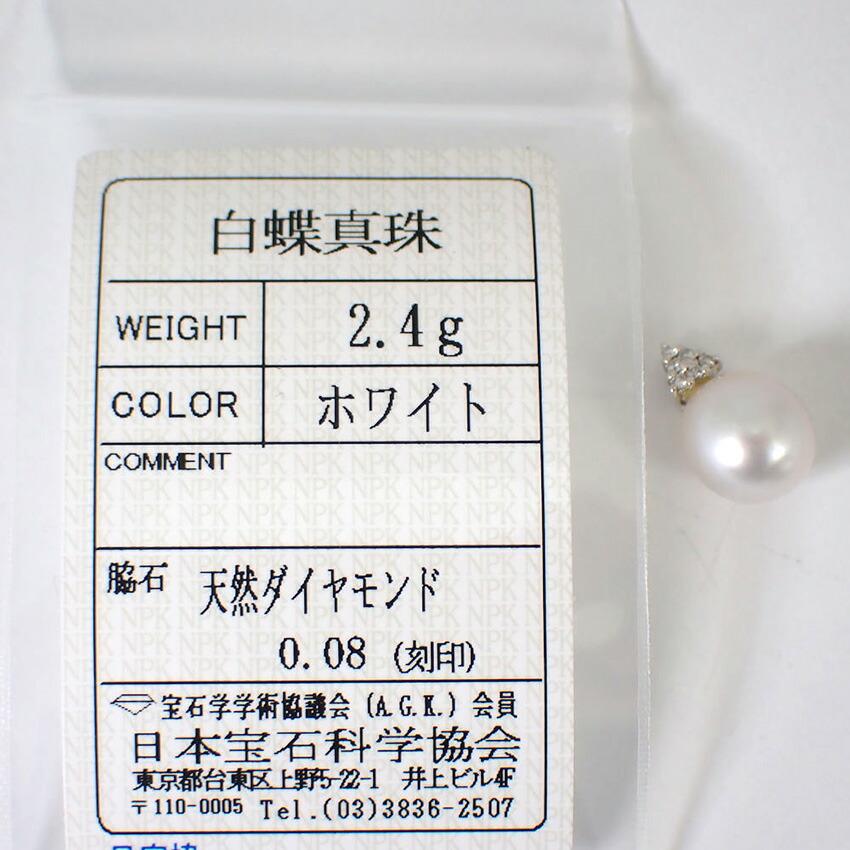 白蝶真珠
WEIGHT 2.4g
COLOR ホワイト
COMMENT
脇石 天然ダイヤモンド
0.08 (刻印)
宝石学学術協議会 (A.G.K.) 会員
日本宝石科学協会
東京都台東区上野5-22-1 井上ビル4F
〒110-0005 Tel.(03)3836-2507